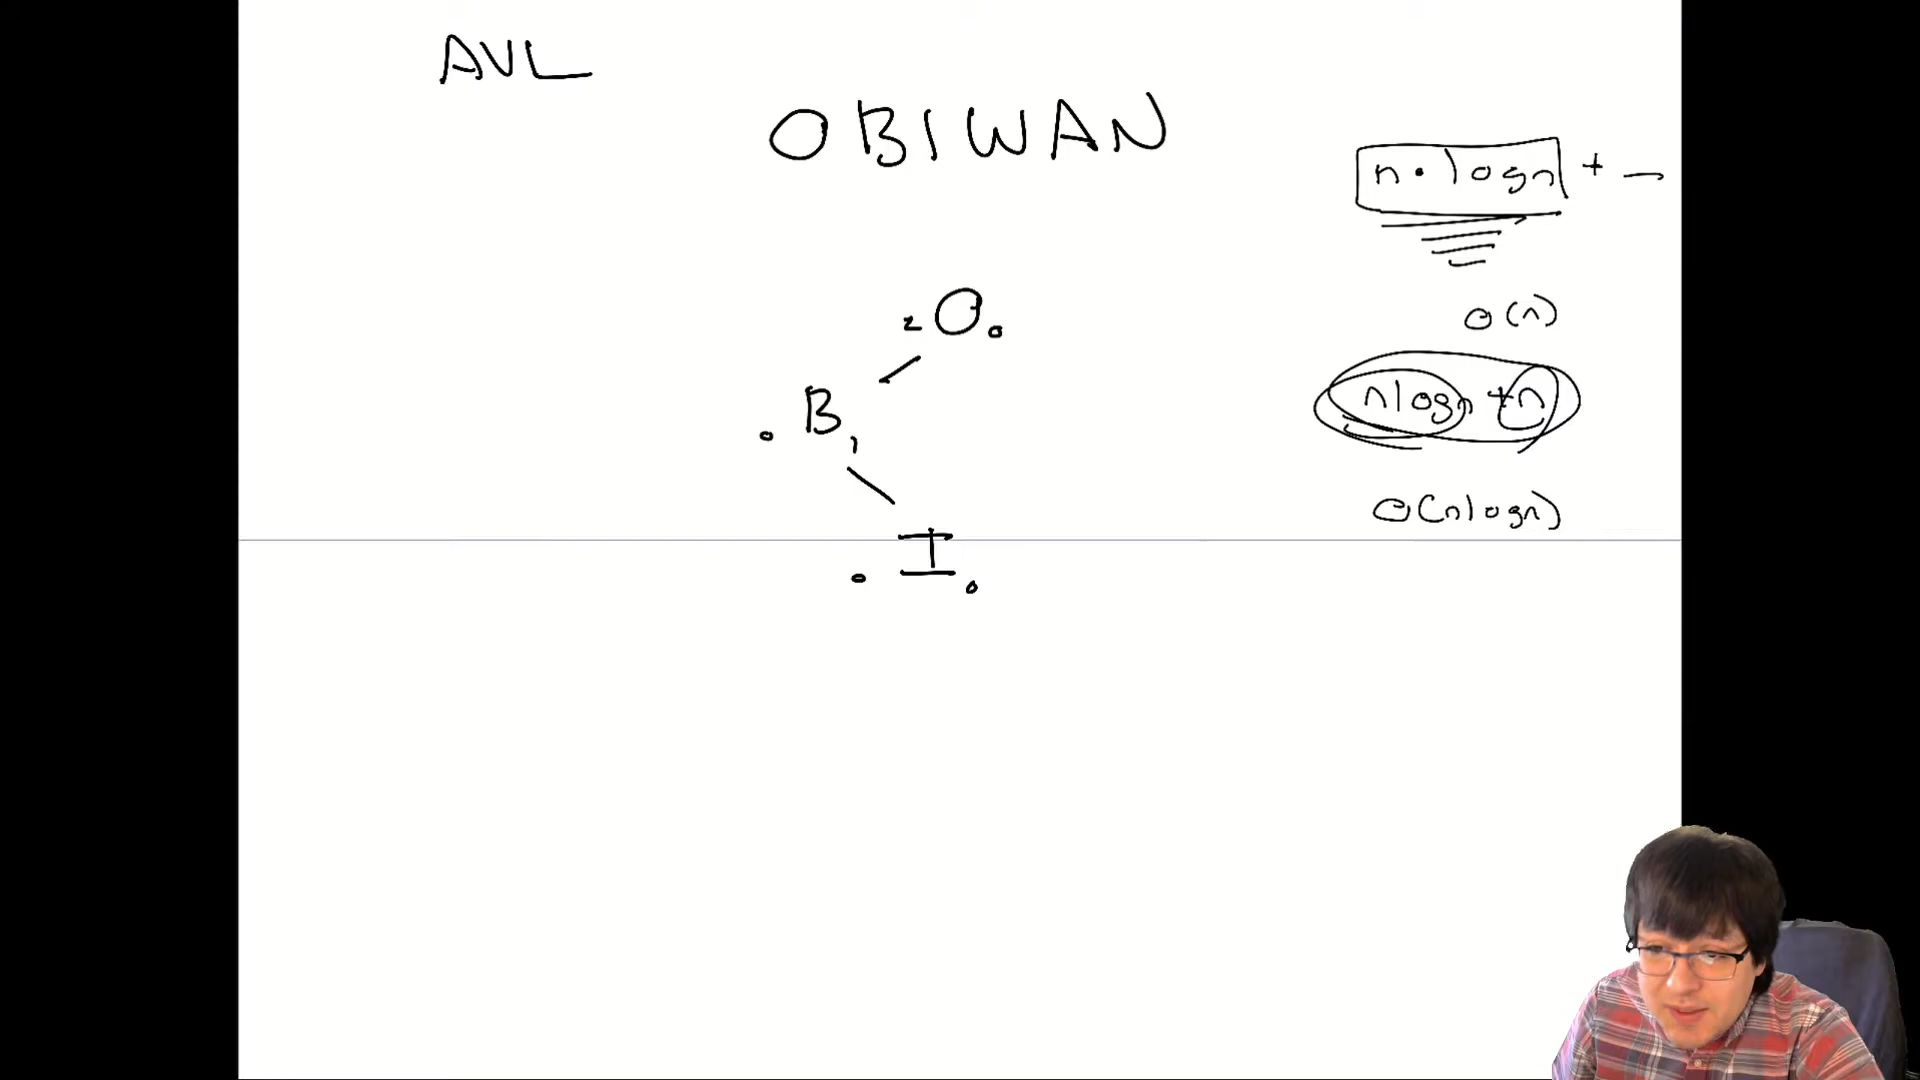 AVL
OBIWAN
n • logn + —
2 O 0
O(n)
0 B 1
nlogn + n
O(nlogn)
0 I 0